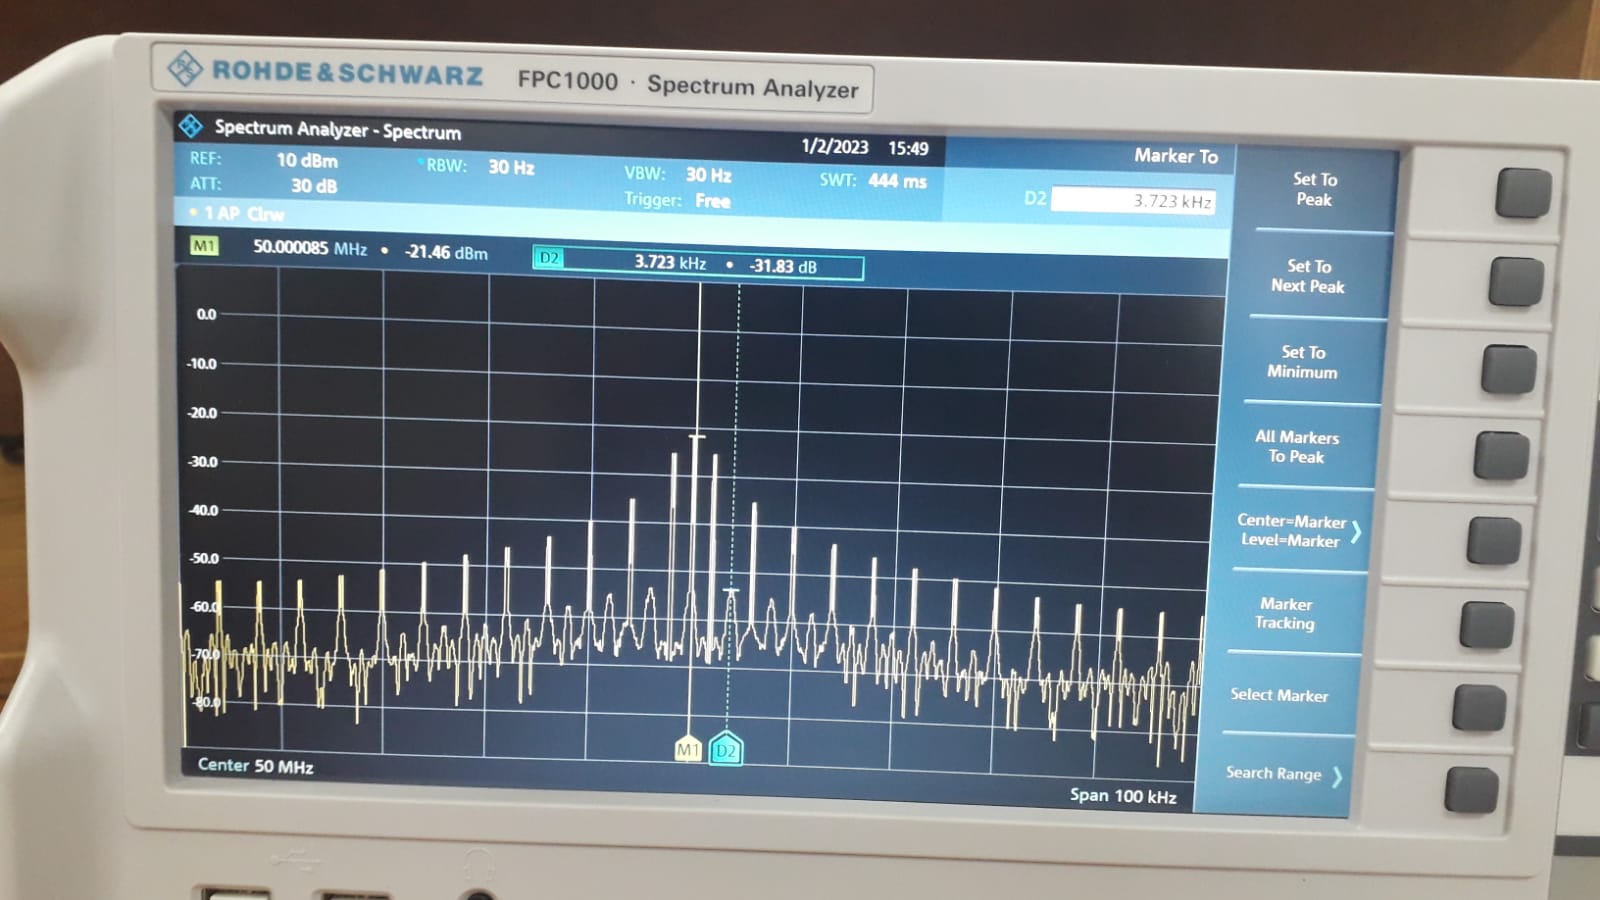 ROHDE&SCHWARZ FPC1000 · Spectrum Analyzer
Spectrum Analyzer - Spectrum
1/2/2023 15:49
Marker To
REF: 10 dBm
RBW: 30 Hz
VBW: 30 Hz
SWT: 444 ms
ATT: 30 dB
Trigger: Free
D2 3.723 kHz
1 AP Clrw
M1 50.000085 MHz • -21.46 dBm
D2 3.723 kHz • -31.83 dB
0.0
-10.0
-20.0
-30.0
-40.0
-50.0
-60.0
-70.0
-80.0
M1
D2
Center 50 MHz
Span 100 kHz
Set To
Peak
Set To
Next Peak
Set To
Minimum
All Markers
To Peak
Center=Marker
Level=Marker
Marker
Tracking
Select Marker
Search Range